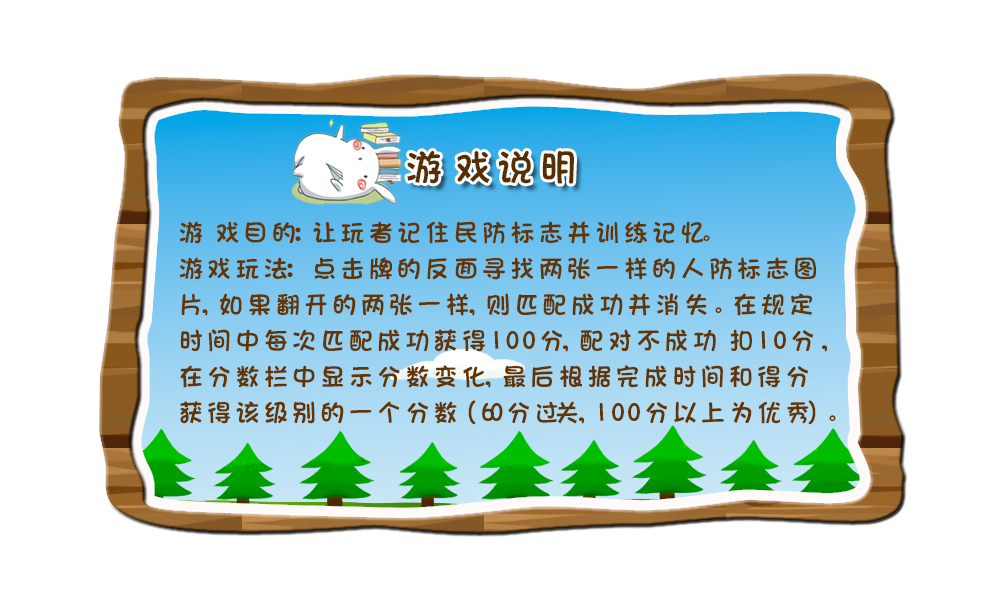 游戏说明
游戏目的：让玩者记住民防标志并训练记忆。
游戏玩法：点击牌的反面寻找两张一样的人防标志图
片，如果翻开的两张一样，则匹配成功并消失。在规定
时间中每次匹配成功获得100分，配对不成功扣10分，
在分数栏中显示分数变化，最后根据完成时间和得分
获得该级别的一个分数（60分过关，100分以上为优秀）。